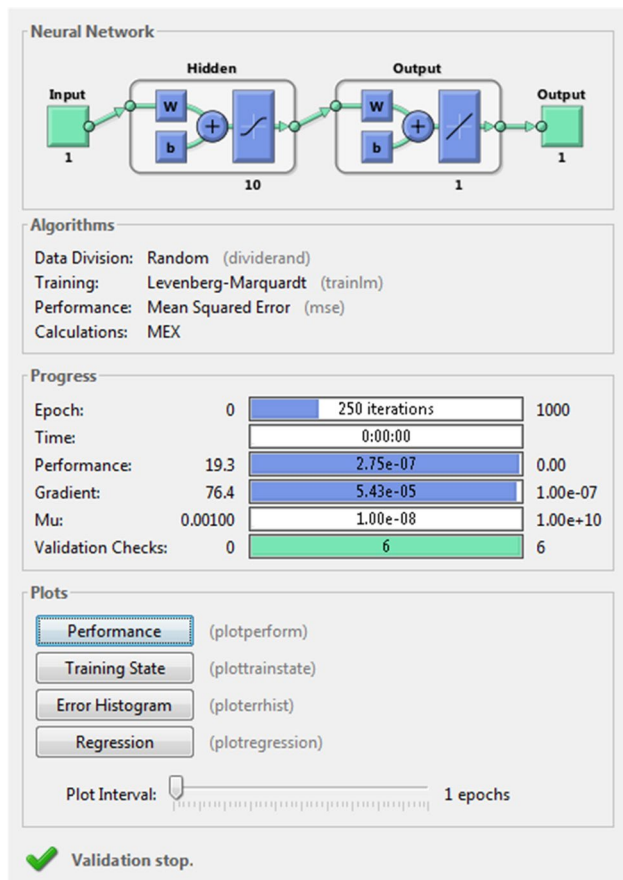 Neural Network
Hidden Output
Input W b + W b + Output
1 10 1 1
Algorithms
Data Division: Random (dividerand)
Training: Levenberg-Marquardt (trainlm)
Performance: Mean Squared Error (mse)
Calculations: MEX
Progress
Epoch: 0 250 iterations 1000
Time: 0:00:00
Performance: 19.3 2.75e-07 0.00
Gradient: 76.4 5.43e-05 1.00e-07
Mu: 0.00100 1.00e-08 1.00e+10
Validation Checks: 0 6 6
Plots
Performance (plotperform)
Training State (plottrainstate)
Error Histogram (ploterrhist)
Regression (plotregression)
Plot Interval: 1 epochs
Validation stop.